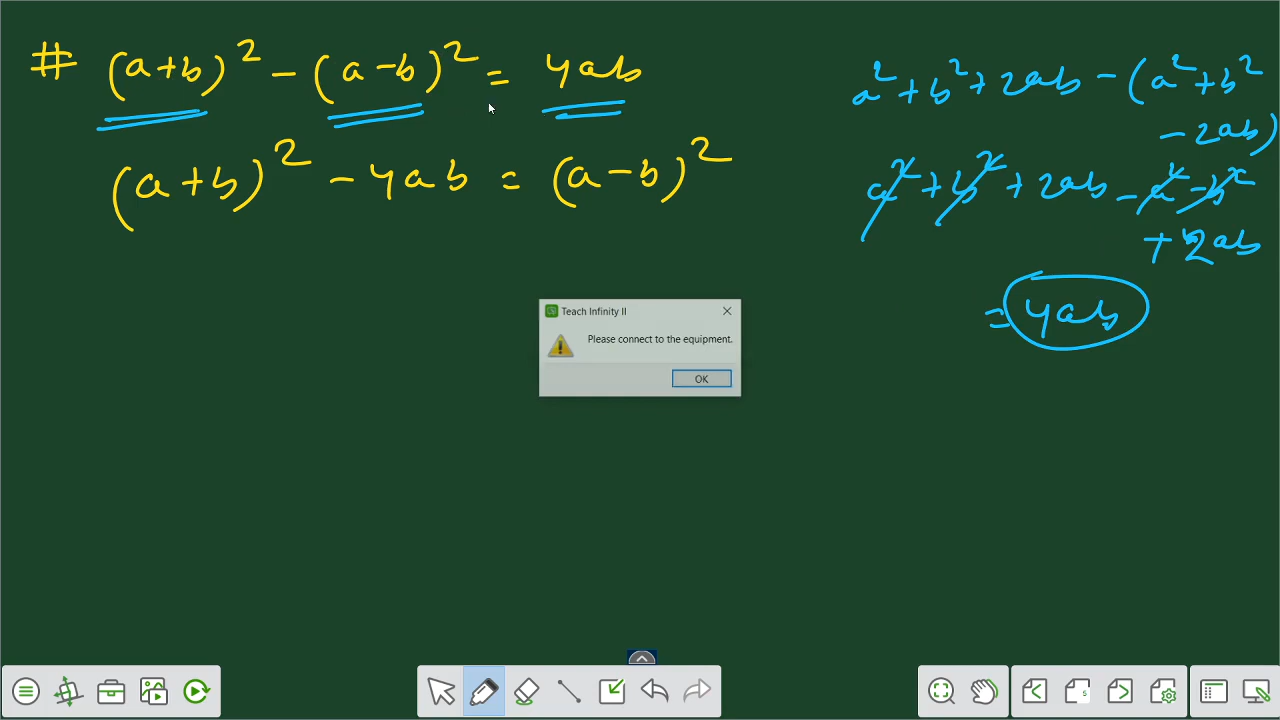 # (a+b)² - (a-b)² = 4ab
(a+b)² - 4ab = (a-b)²
a² + b² + 2ab - (a² + b²
- 2ab)
a² + b² + 2ab - a² - b²
+ 2ab
= 4ab
Teach Infinity II
Please connect to the equipment.
OK
S